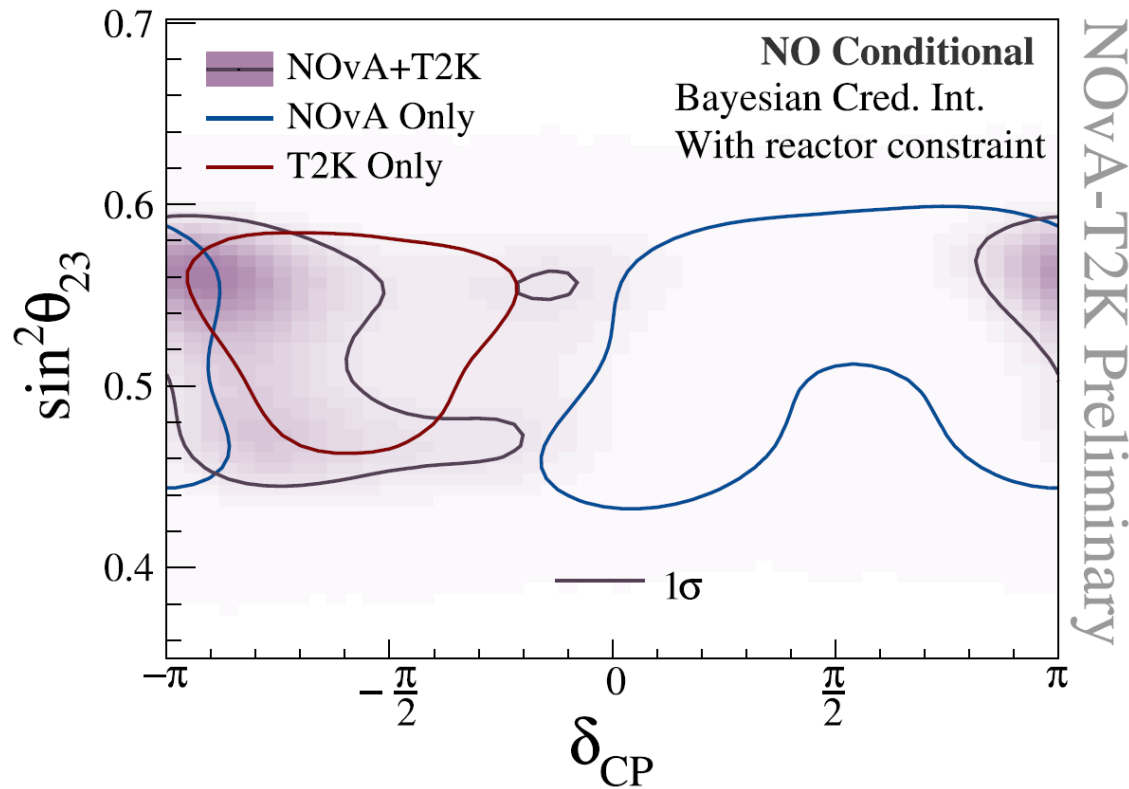 0.7
NO Conditional
NOvA+T2K
Bayesian Cred. Int.
NOvA Only
With reactor constraint
T2K Only
0.6
0.5
0.4
1σ
−π
−π/2
0
π/2
π
sin²θ₂₃
δ_CP
NOvA-T2K Preliminary